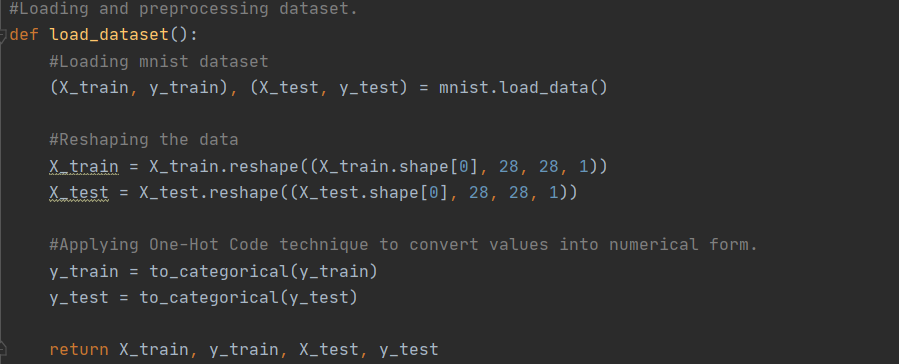 #Loading and preprocessing dataset.
def load_dataset():
    #Loading mnist dataset
    (X_train, y_train), (X_test, y_test) = mnist.load_data()

    #Reshaping the data
    X_train = X_train.reshape((X_train.shape[0], 28, 28, 1))
    X_test = X_test.reshape((X_test.shape[0], 28, 28, 1))

    #Applying One-Hot Code technique to convert values into numerical form.
    y_train = to_categorical(y_train)
    y_test = to_categorical(y_test)

    return X_train, y_train, X_test, y_test